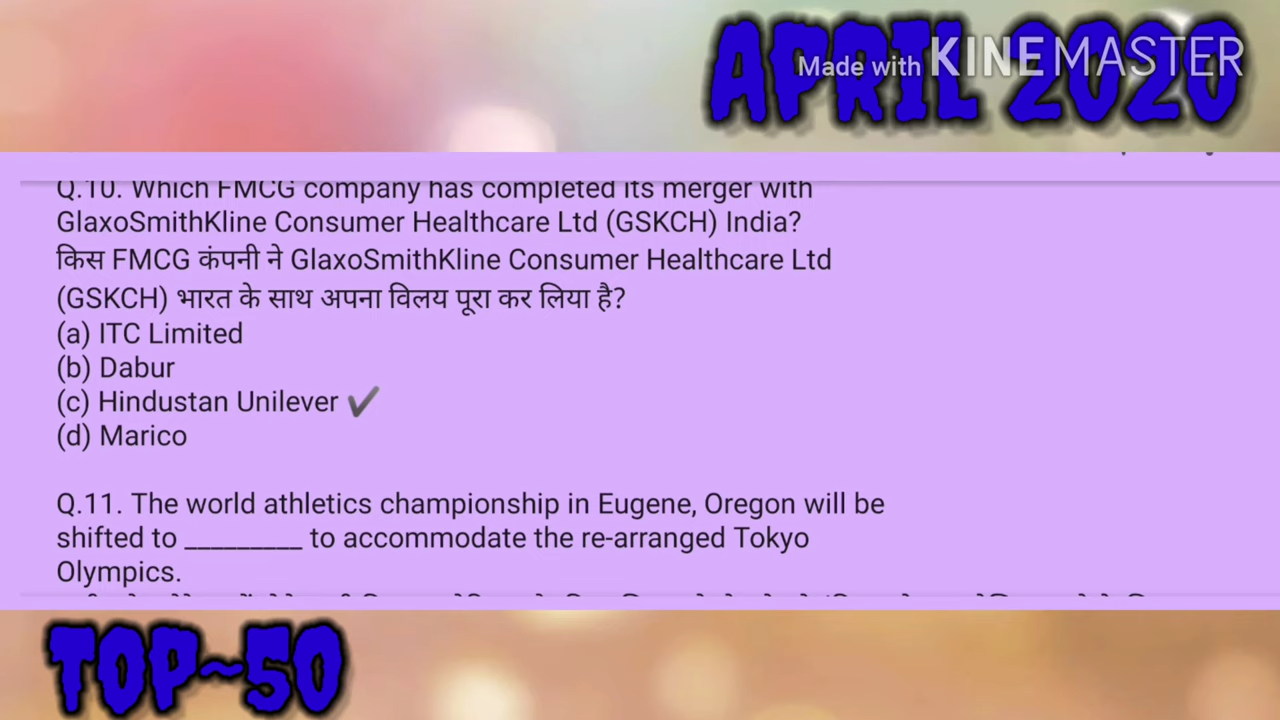 APRIL 2020
Made with KINEMASTER
Q.10. Which FMCG company has completed its merger with
GlaxoSmithKline Consumer Healthcare Ltd (GSKCH) India?
किस FMCG कंपनी ने GlaxoSmithKline Consumer Healthcare Ltd
(GSKCH) भारत के साथ अपना विलय पूरा कर लिया है?
(a) ITC Limited
(b) Dabur
(c) Hindustan Unilever ✔
(d) Marico
Q.11. The world athletics championship in Eugene, Oregon will be
shifted to _________ to accommodate the re-arranged Tokyo
Olympics.
TOP~50